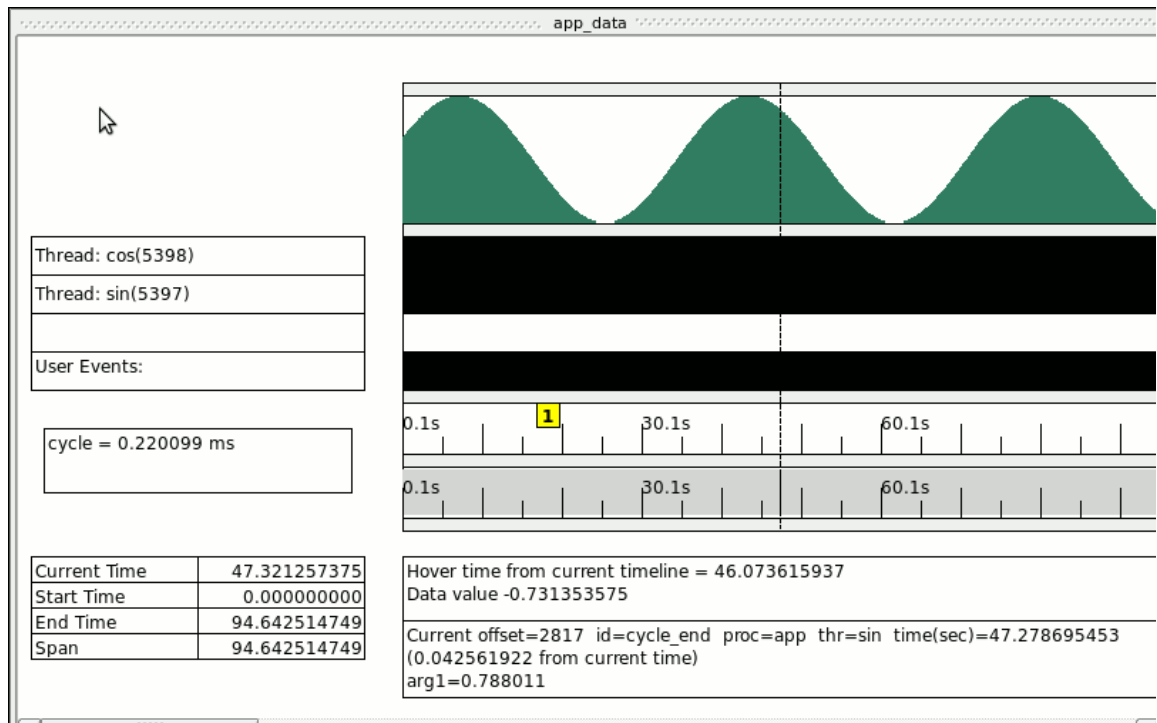 app_data
Thread: cos(5398)
Thread: sin(5397)
User Events:
1
0.1s 30.1s 60.1s
cycle = 0.220099 ms
0.1s 30.1s 60.1s
Current Time 47.321257375
Start Time 0.000000000
End Time 94.642514749
Span 94.642514749
Hover time from current timeline = 46.073615937
Data value -0.731353575
Current offset=2817 id=cycle_end proc=app thr=sin time(sec)=47.278695453
(0.042561922 from current time)
arg1=0.788011